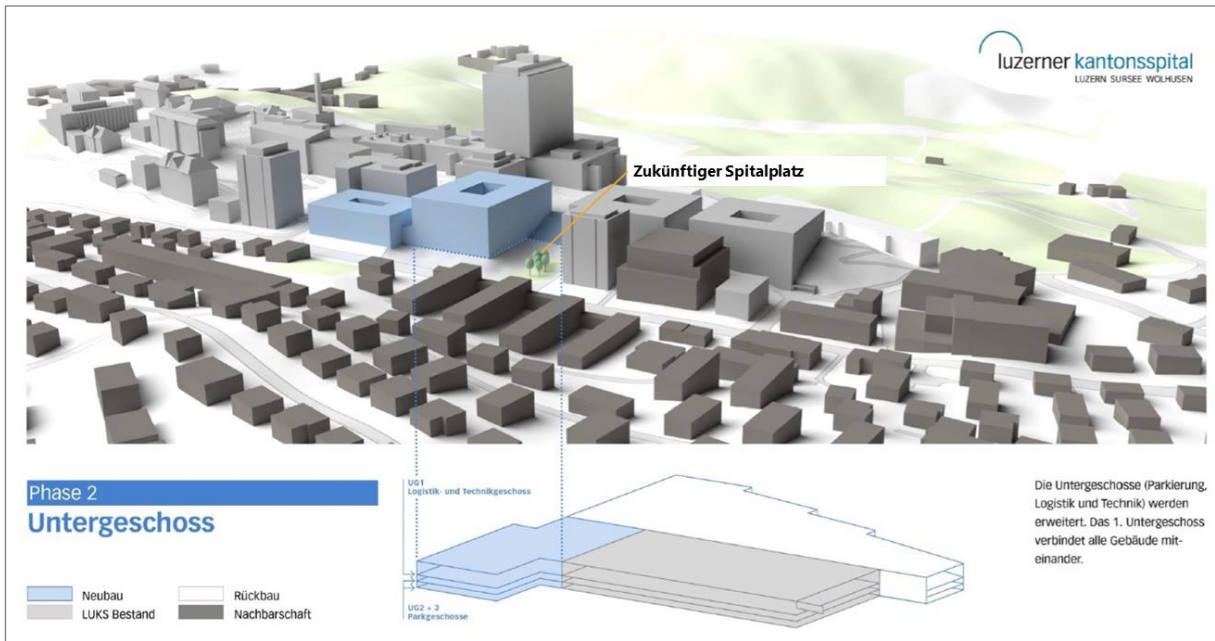 luzerner kantonsspital
LUZERN SURSEE WOLHUSEN
Zukünftiger Spitalplatz
Phase 2
Untergeschoss
Neubau
Rückbau
LUKS Bestand
Nachbarschaft
UG1
Logistik- und Technikgeschoss
UG2 + 3
Parkgeschosse
Die Untergeschosse (Parkierung,
Logistik und Technik) werden
erweitert. Das 1. Untergeschoss
verbindet alle Gebäude mit-
einander.